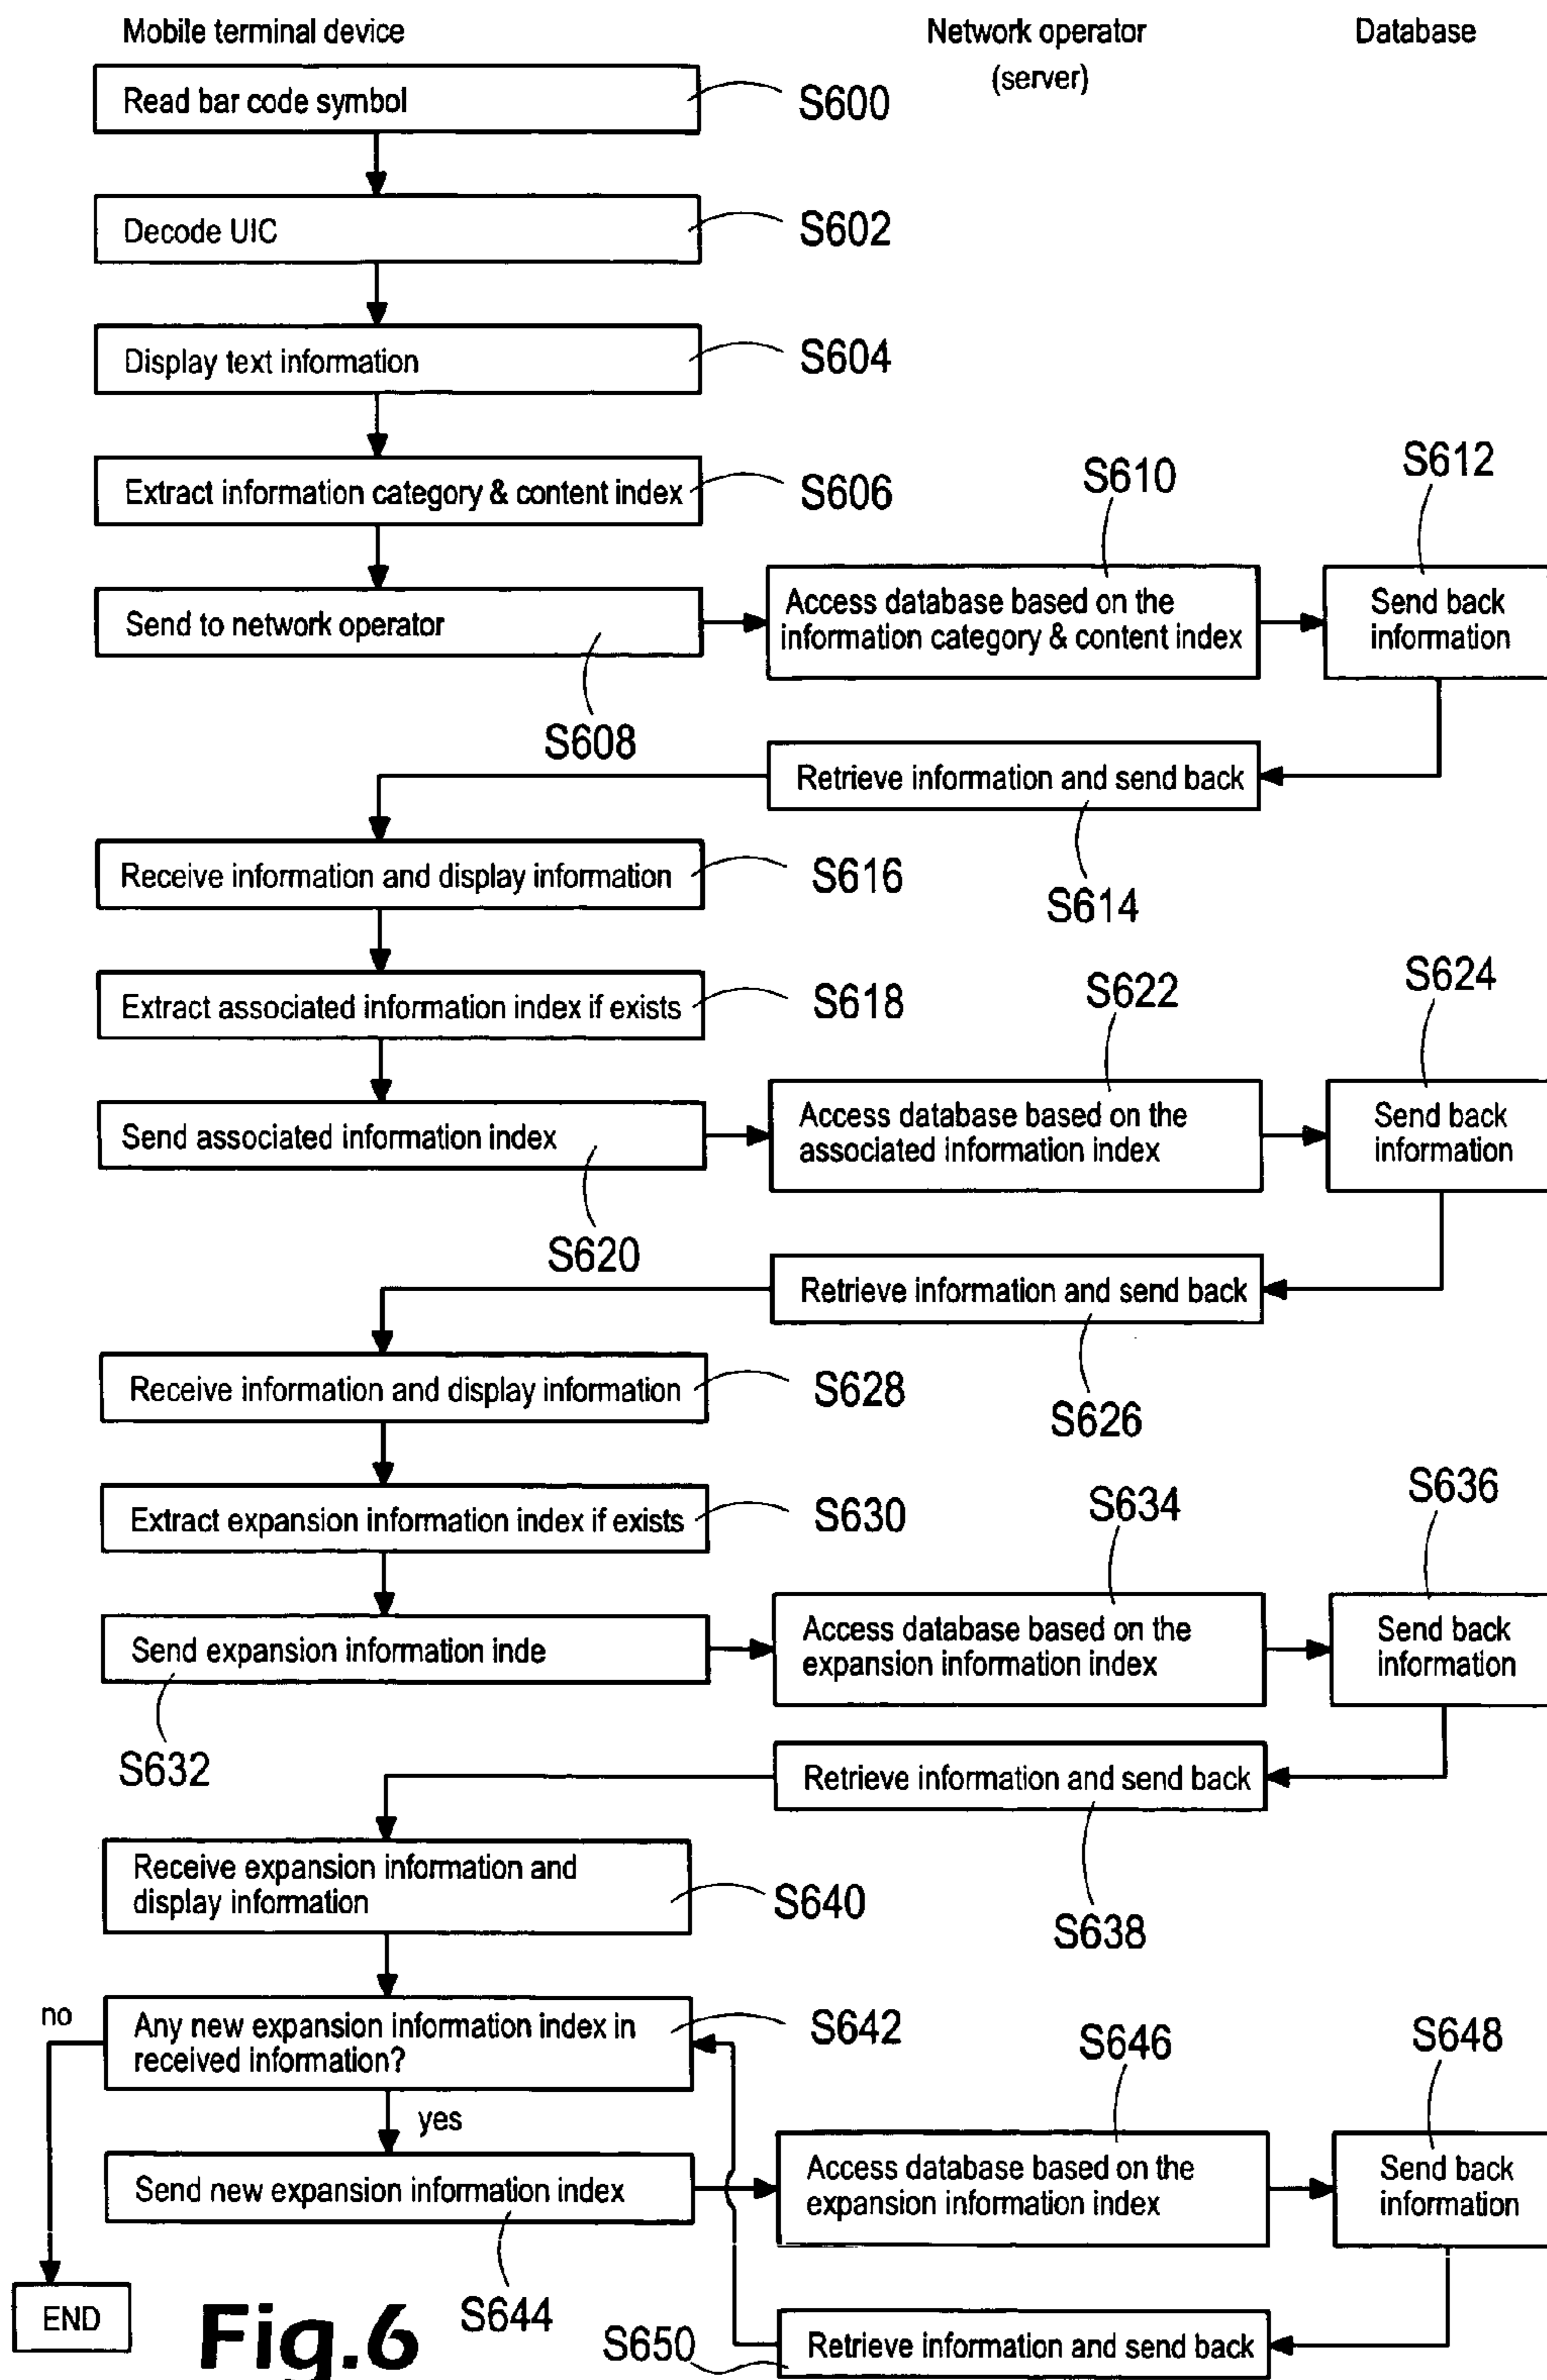 Mobile terminal device
Network operator
(server)
Database
Read bar code symbol
S600
Decode UIC
S602
Display text information
S604
Extract information category & content index
S606
S610
S612
Send to network operator
Access database based on the
information category & content index
Send back
information
S608
Retrieve information and send back
S614
Receive information and display information
S616
Extract associated information index if exists
S618
S622
S624
Send associated information index
Access database based on the
associated information index
Send back
information
S620
Retrieve information and send back
S626
Receive information and display information
S628
Extract expansion information index if exists
S630
S634
S636
Send expansion information inde
Access database based on the
expansion information index
Send back
information
S632
Retrieve information and send back
S638
Receive expansion information and
display information
S640
no
Any new expansion information index in
received information?
S642
S646
S648
yes
Send new expansion information index
Access database based on the
expansion information index
Send back
information
S644
END
Fig.6
S650
Retrieve information and send back